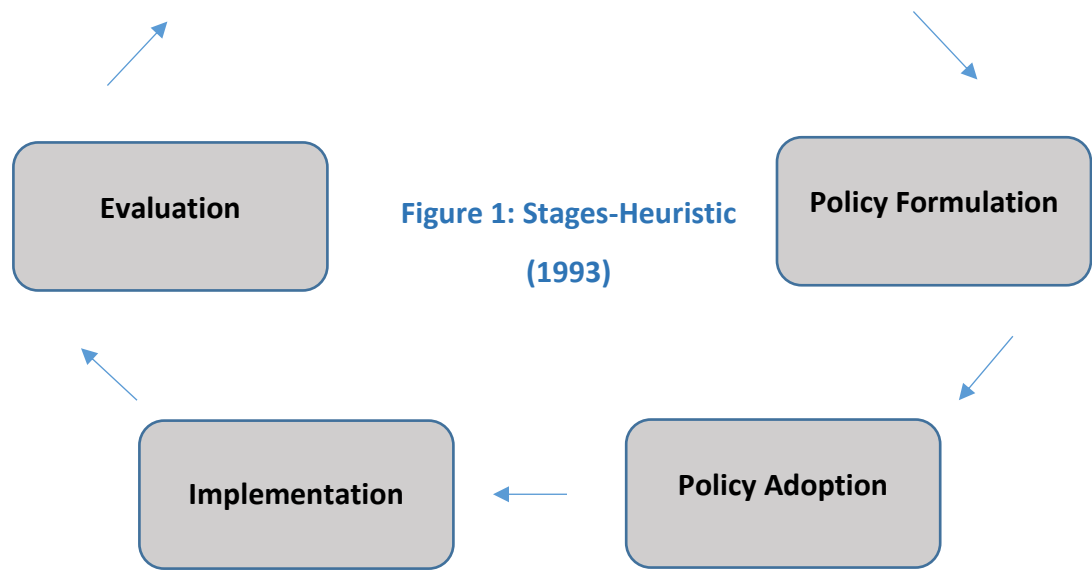 Evaluation
Policy Formulation
Figure 1: Stages-Heuristic
(1993)
Implementation
Policy Adoption